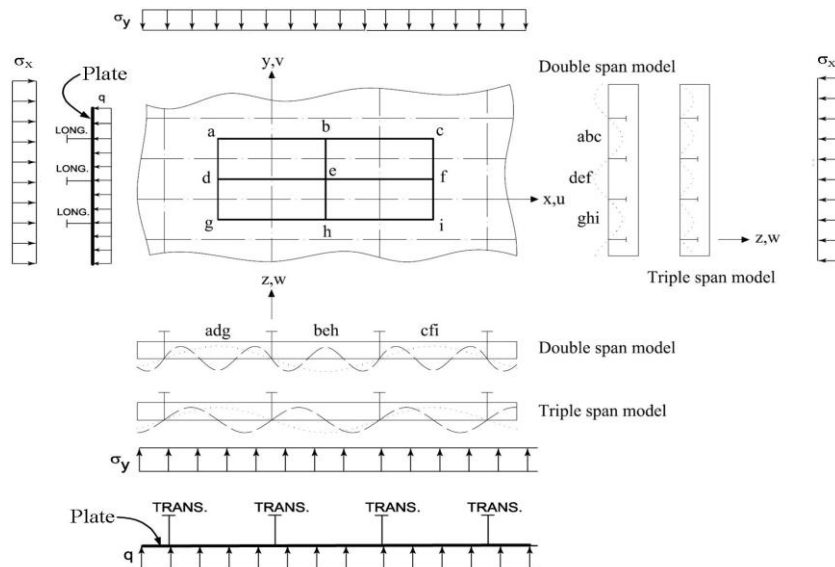 σy
σx
Plate
q
LONG.
LONG.
LONG.
y,v
a b c
d e f
g h i
x,u
Double span model
abc
def
ghi
z,w
Triple span model
σx
z,w
adg beh cfi
Double span model
Triple span model
σy
TRANS. TRANS. TRANS. TRANS.
Plate
q